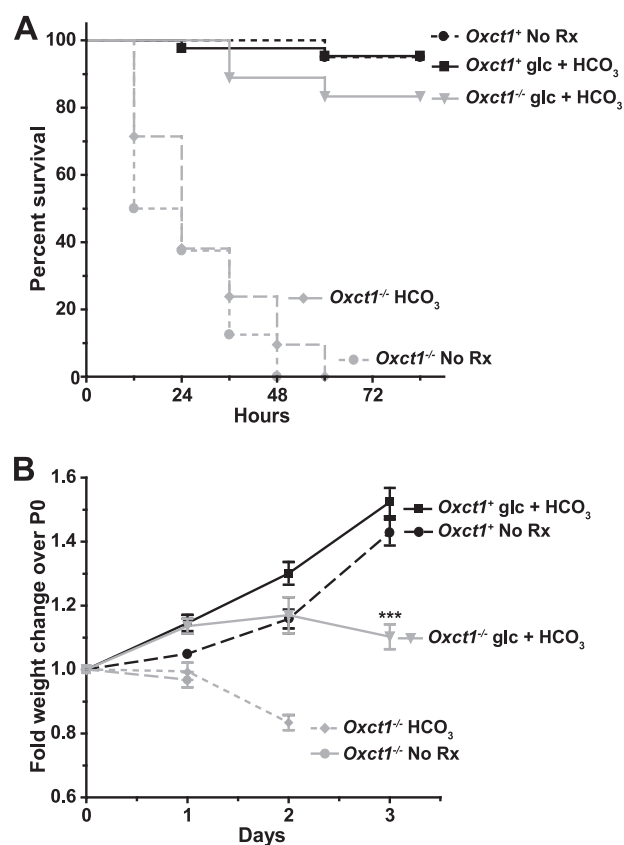 A
Percent survival
100
80
60
40
20
0
0 24 48 72
Hours
Oxct1⁺ No Rx
Oxct1⁺ glc + HCO₃
Oxct1⁻/⁻ glc + HCO₃
Oxct1⁻/⁻ HCO₃
Oxct1⁻/⁻ No Rx
B
Fold weight change over P0
1.6
1.4
1.2
1.0
0.8
0.6
0 1 2 3
Days
Oxct1⁺ glc + HCO₃
Oxct1⁺ No Rx
***
Oxct1⁻/⁻ glc + HCO₃
Oxct1⁻/⁻ HCO₃
Oxct1⁻/⁻ No Rx